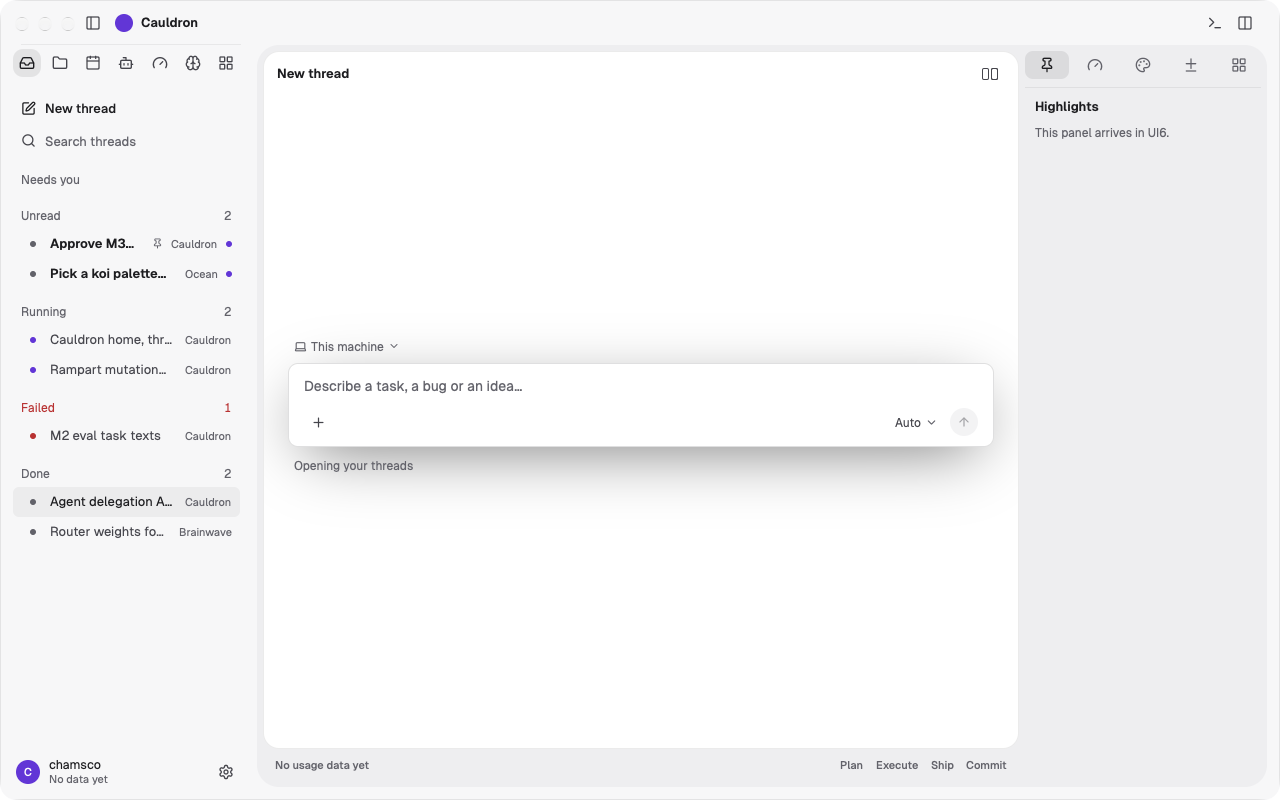 Cauldron
New thread
Search threads
Needs you
Unread 2
Approve M3... Cauldron
Pick a koi palette... Ocean
Running 2
Cauldron home, thr... Cauldron
Rampart mutation... Cauldron
Failed 1
M2 eval task texts Cauldron
Done 2
Agent delegation A... Cauldron
Router weights fo... Brainwave
C
chamsco
No data yet
New thread
This machine
Describe a task, a bug or an idea...
Auto
Opening your threads
No usage data yet
Plan Execute Ship Commit
Highlights
This panel arrives in UI6.